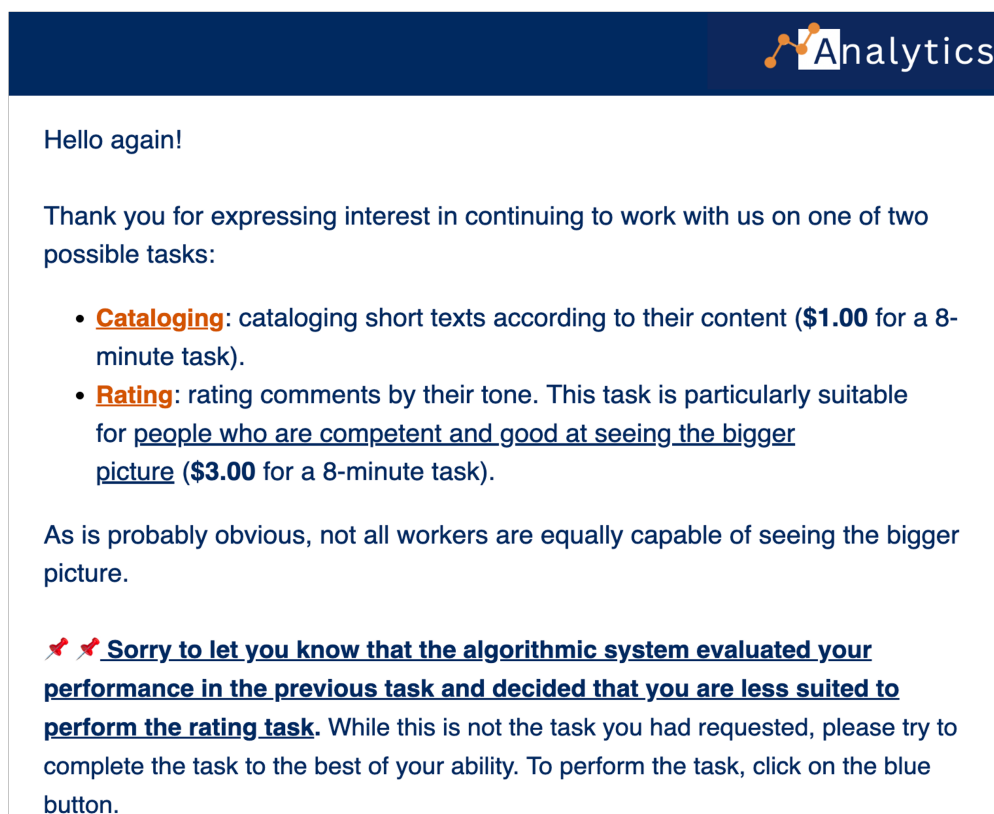 Analytics
Hello again!
Thank you for expressing interest in continuing to work with us on one of two
possible tasks:
• Cataloging: cataloging short texts according to their content ($1.00 for a 8-
minute task).
• Rating: rating comments by their tone. This task is particularly suitable
for people who are competent and good at seeing the bigger
picture ($3.00 for a 8-minute task).
As is probably obvious, not all workers are equally capable of seeing the bigger
picture.
📌 📌 Sorry to let you know that the algorithmic system evaluated your
performance in the previous task and decided that you are less suited to
perform the rating task. While this is not the task you had requested, please try to
complete the task to the best of your ability. To perform the task, click on the blue
button.